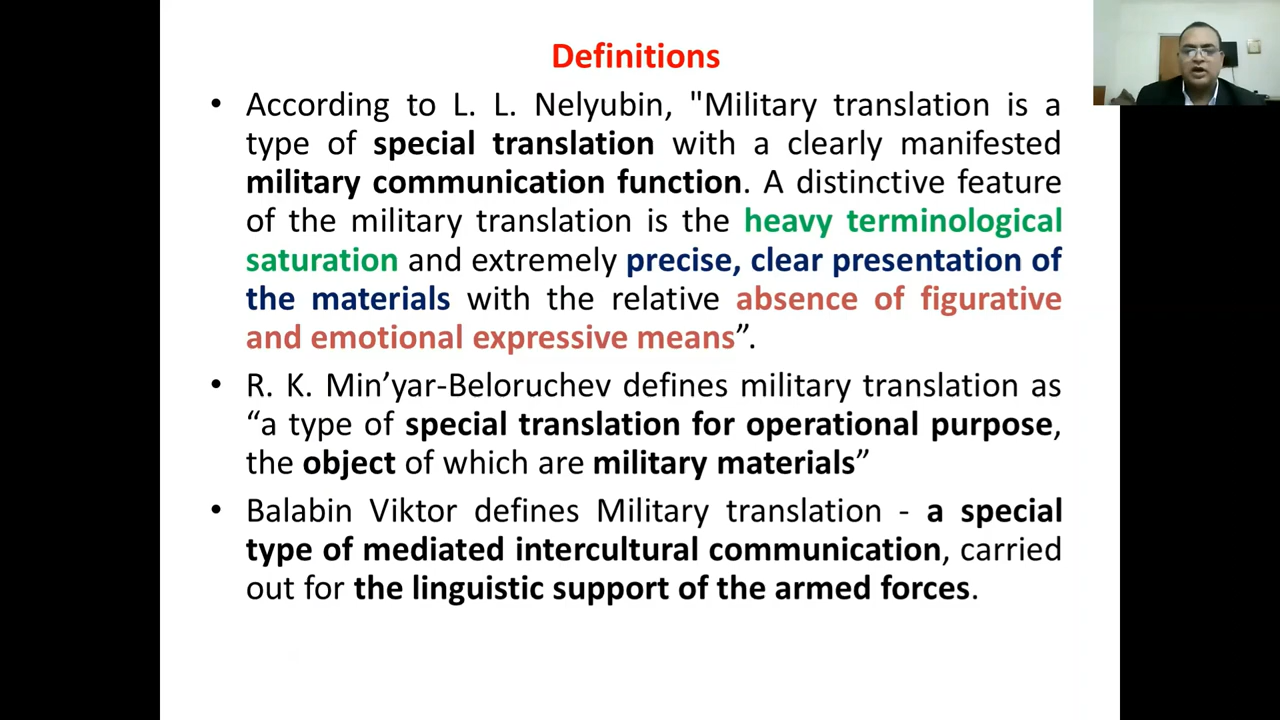 Definitions
• According to L. L. Nelyubin, "Military translation is a
type of special translation with a clearly manifested
military communication function. A distinctive feature
of the military translation is the heavy terminological
saturation and extremely precise, clear presentation of
the materials with the relative absence of figurative
and emotional expressive means”.
• R. K. Min’yar-Beloruchev defines military translation as
“a type of special translation for operational purpose,
the object of which are military materials”
• Balabin Viktor defines Military translation - a special
type of mediated intercultural communication, carried
out for the linguistic support of the armed forces.